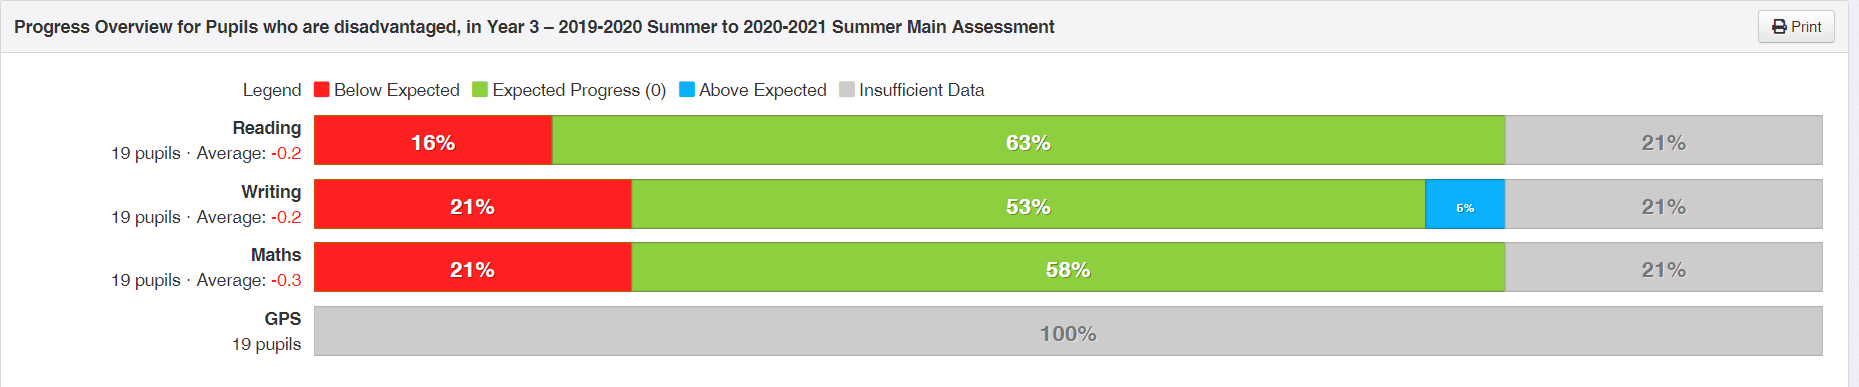 Progress Overview for Pupils who are disadvantaged, in Year 3 – 2019-2020 Summer to 2020-2021 Summer Main Assessment
Print
Legend Below Expected Expected Progress (0) Above Expected Insufficient Data
Reading
19 pupils · Average: -0.2
16% 63% 21%
Writing
19 pupils · Average: -0.2
21% 53% 5% 21%
Maths
19 pupils · Average: -0.3
21% 58% 21%
GPS
19 pupils
100%